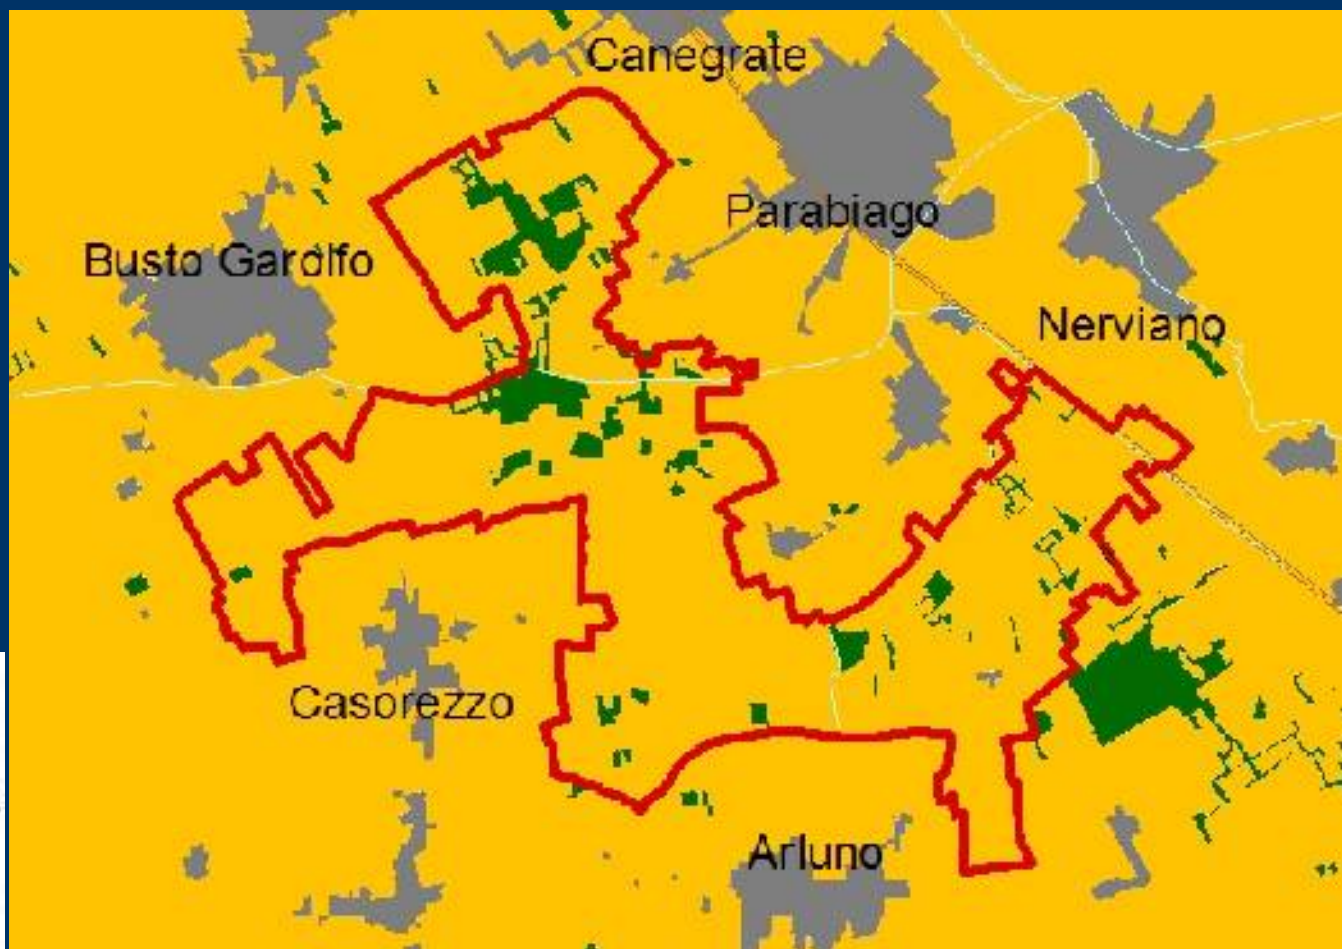 Canegrate
Parabiago
Busto Garolfo
Nerviano
Casorezzo
Arluno